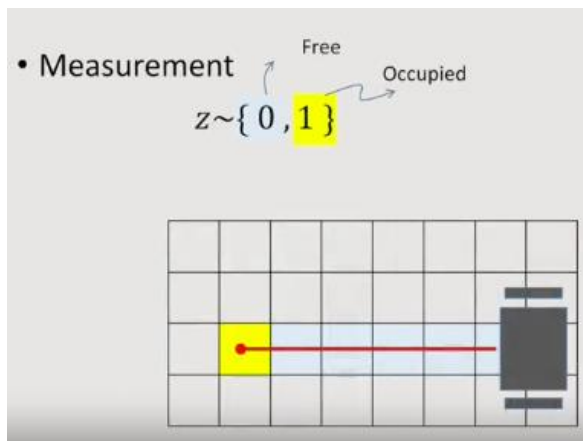 Free
• Measurement
Occupied
z~{ 0 , 1 }